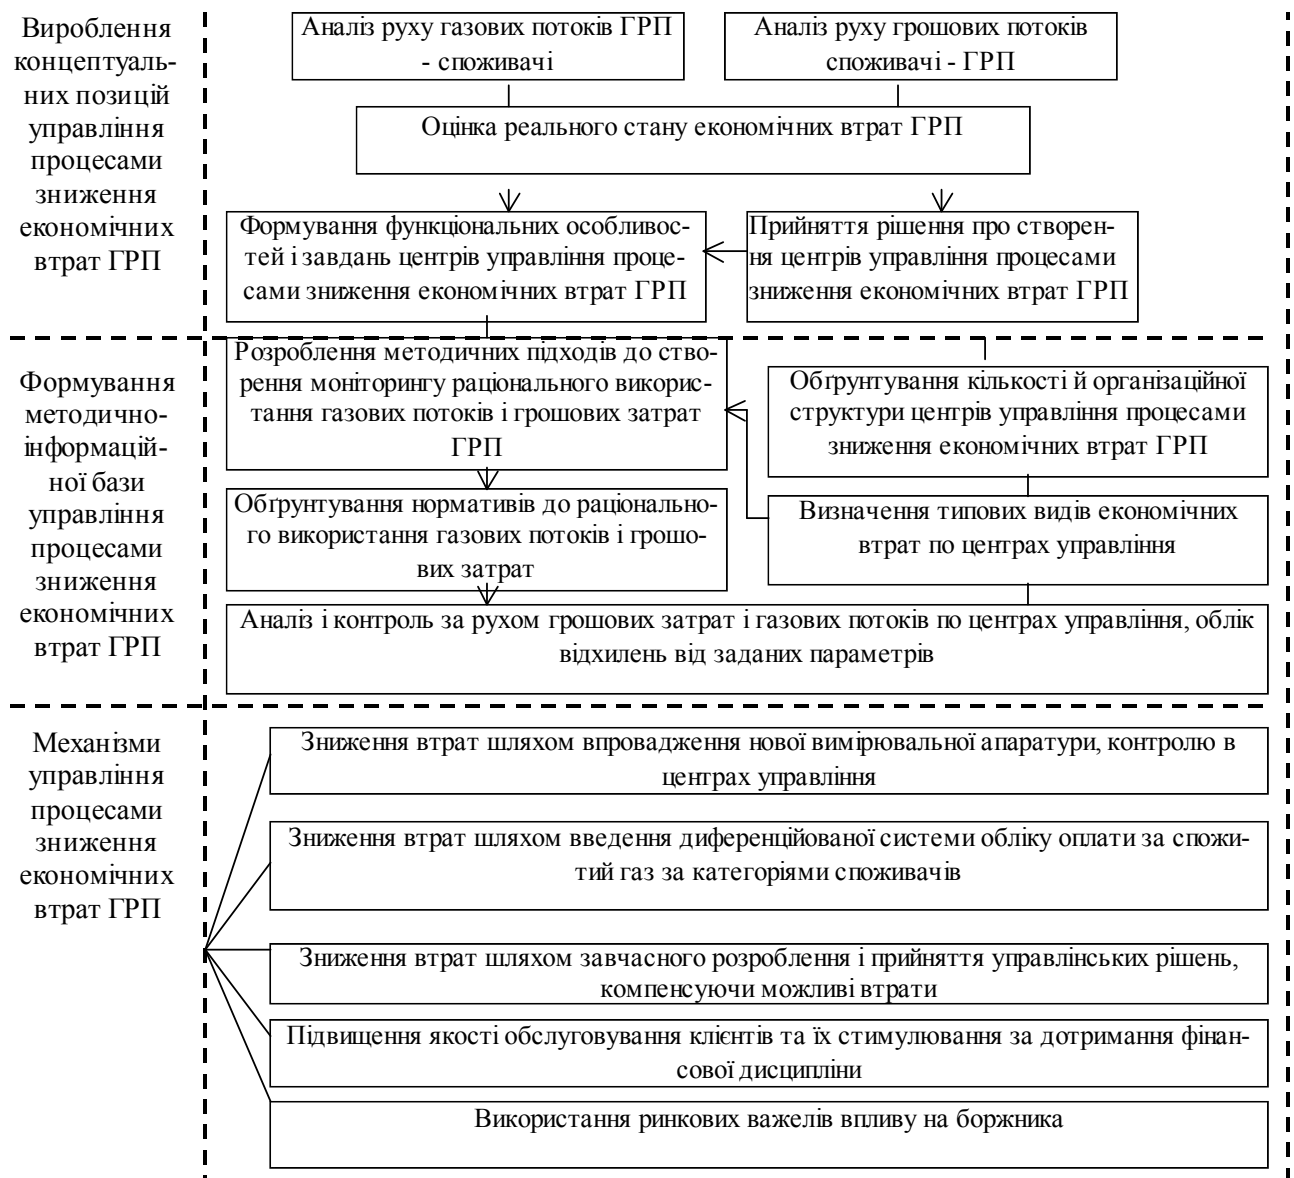 Вироблення
концептуаль-
них позицій
управління
процесами
зниження
економічних
втрат ГРП
Аналіз руху газових потоків ГРП
- споживачі
Аналіз руху грошових потоків
споживачі - ГРП
Оцінка реального стану економічних втрат ГРП
Формування функціональних особливос-
тей і завдань центрів управління проце-
сами зниження економічних втрат ГРП
Прийняття рішення про створен-
ня центрів управління процесами
зниження економічних втрат ГРП
Формування
методично-
інформацій-
ної бази
управління
процесами
зниження
економічних
втрат ГРП
Розроблення методичних підходів до ство-
рення моніторингу раціонального викорис-
тання газових потоків і грошових затрат
ГРП
Обґрунтування кількості й організаційної
структури центрів управління процесами
зниження економічних втрат ГРП
Обґрунтування нормативів до раціонально-
го використання газових потоків і грошо-
вих затрат
Визначення типових видів економічних
втрат по центрах управління
Аналіз і контроль за рухом грошових затрат і газових потоків по центрах управління, облік
відхилень від заданих параметрів
Механізми
управління
процесами
зниження
економічних
втрат ГРП
Зниження втрат шляхом впровадження нової вимірювальної апаратури, контролю в
центрах управління
Зниження втрат шляхом введення диференційованої системи обліку оплати за спожи-
тий газ за категоріями споживачів
Зниження втрат шляхом завчасного розроблення і прийняття управлінських рішень,
компенсуючи можливі втрати
Підвищення якості обслуговування клієнтів та їх стимулювання за дотримання фінан-
сової дисципліни
Використання ринкових важелів впливу на боржника